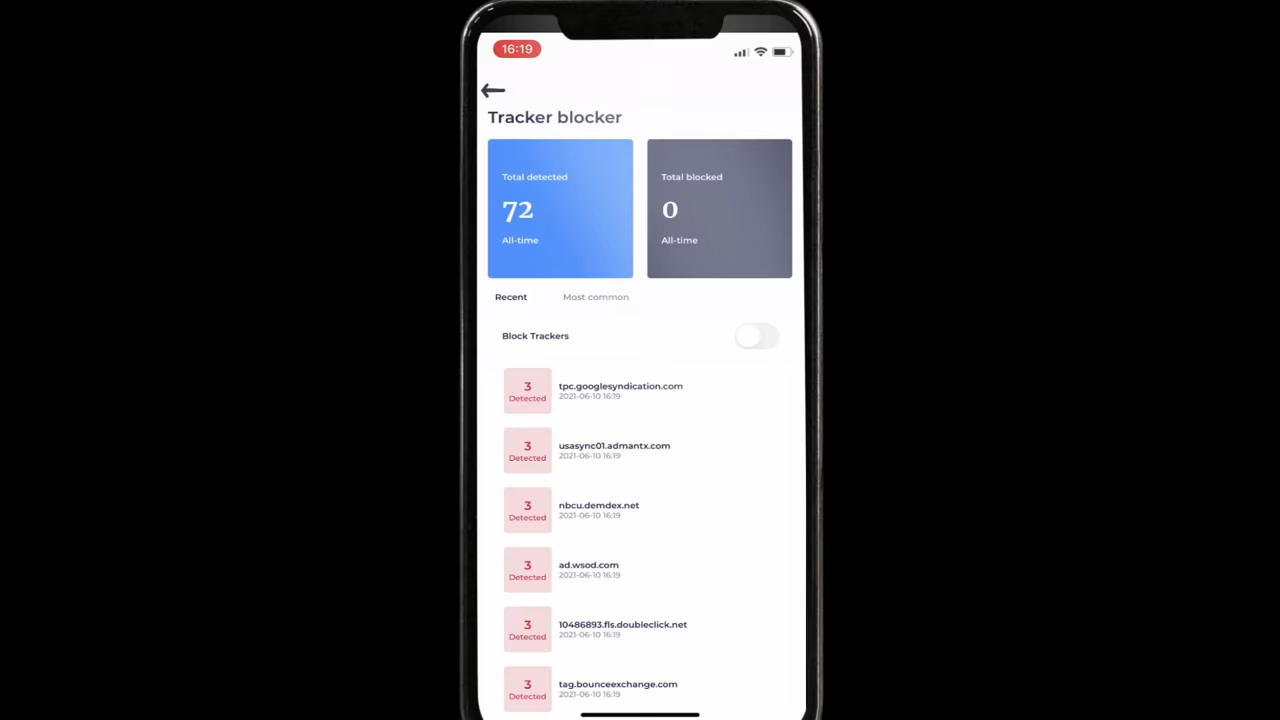 16:19
Tracker blocker
Total detected
72
All-time
Total blocked
0
All-time
Recent
Most common
Block Trackers
3
Detected
tpc.googlesyndication.com
2021-06-10 16:19
3
Detected
usasync01.admantx.com
2021-06-10 16:19
3
Detected
nbcu.demdex.net
2021-06-10 16:19
3
Detected
ad.wsod.com
2021-06-10 16:19
3
Detected
10486893.fls.doubleclick.net
2021-06-10 16:19
3
Detected
tag.bounceexchange.com
2021-06-10 16:19